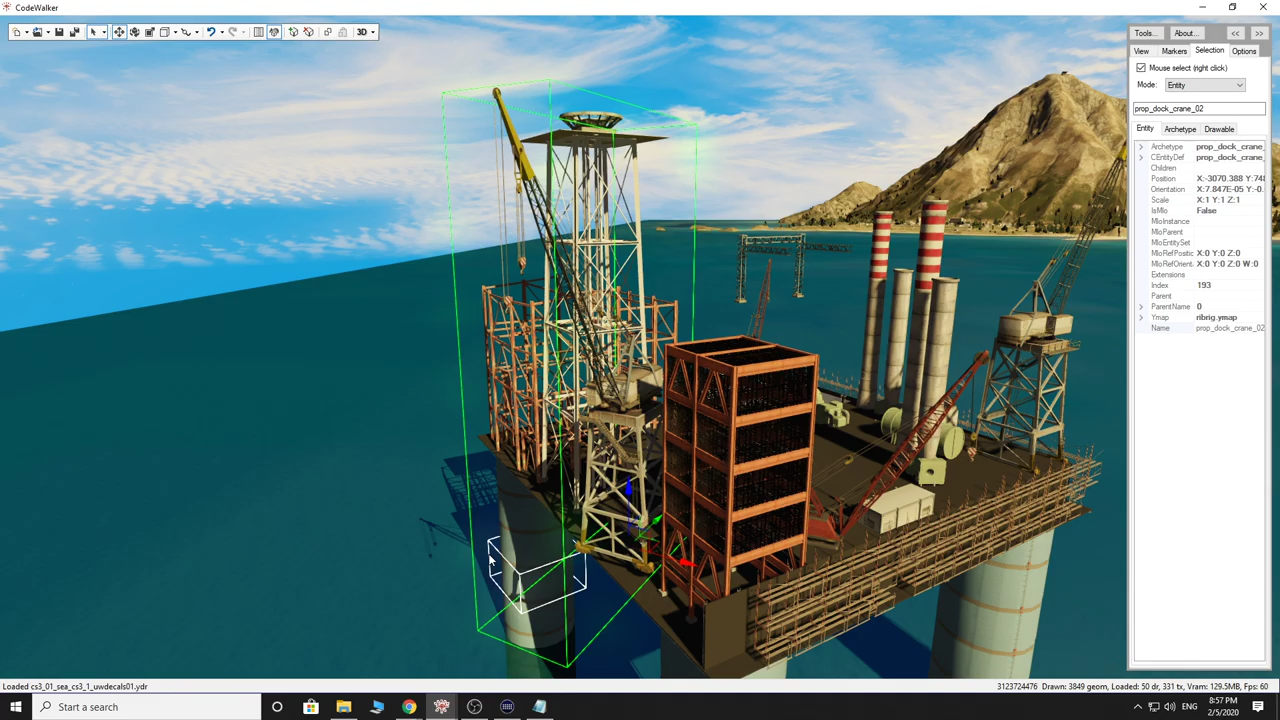 CodeWalker
3D
Tools... About... << >>
View Markers Selection Options
Mouse select (right click)
Mode: Entity
prop_dock_crane_02
Entity Archetype Drawable
Archetype prop_dock_crane_
CEntityDef prop_dock_crane_
Children
Position X:-3070.388 Y:748
Orientation X:7.847E-05 Y:-0.
Scale X:1 Y:1 Z:1
IsMlo False
MloInstance
MloParent
MloEntitySet
MloRefPositic X:0 Y:0 Z:0
MloRefOrient X:0 Y:0 Z:0 W:0
Extensions
Index 193
Parent
ParentName 0
Ymap ribrig.ymap
Name prop_dock_crane_02
Loaded cs3_01_sea_cs3_1_uwdecals01.ydr
3123724476 Drawn: 3849 geom, Loaded: 50 dr, 331 tx, Vram: 129.5MB, Fps: 60
Start a search
ENG
8:57 PM
2/5/2020